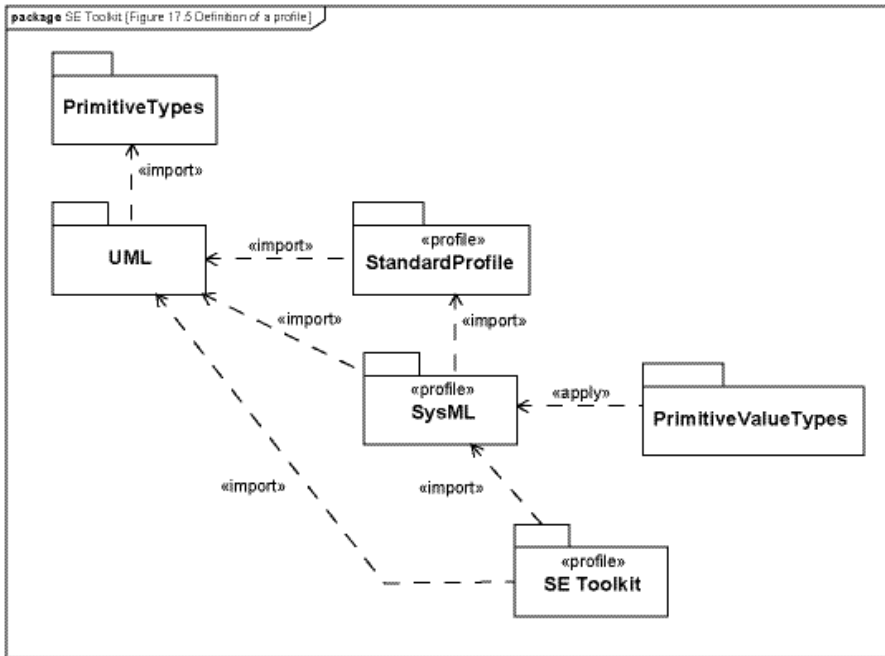 package SE Toolkit [Figure 17.5 Definition of a profile]
PrimitiveTypes
«import»
UML
«import»
«profile»
StandardProfile
«import»
«import»
«profile»
SysML
«apply»
PrimitiveValueTypes
«import»
«import»
«profile»
SE Toolkit